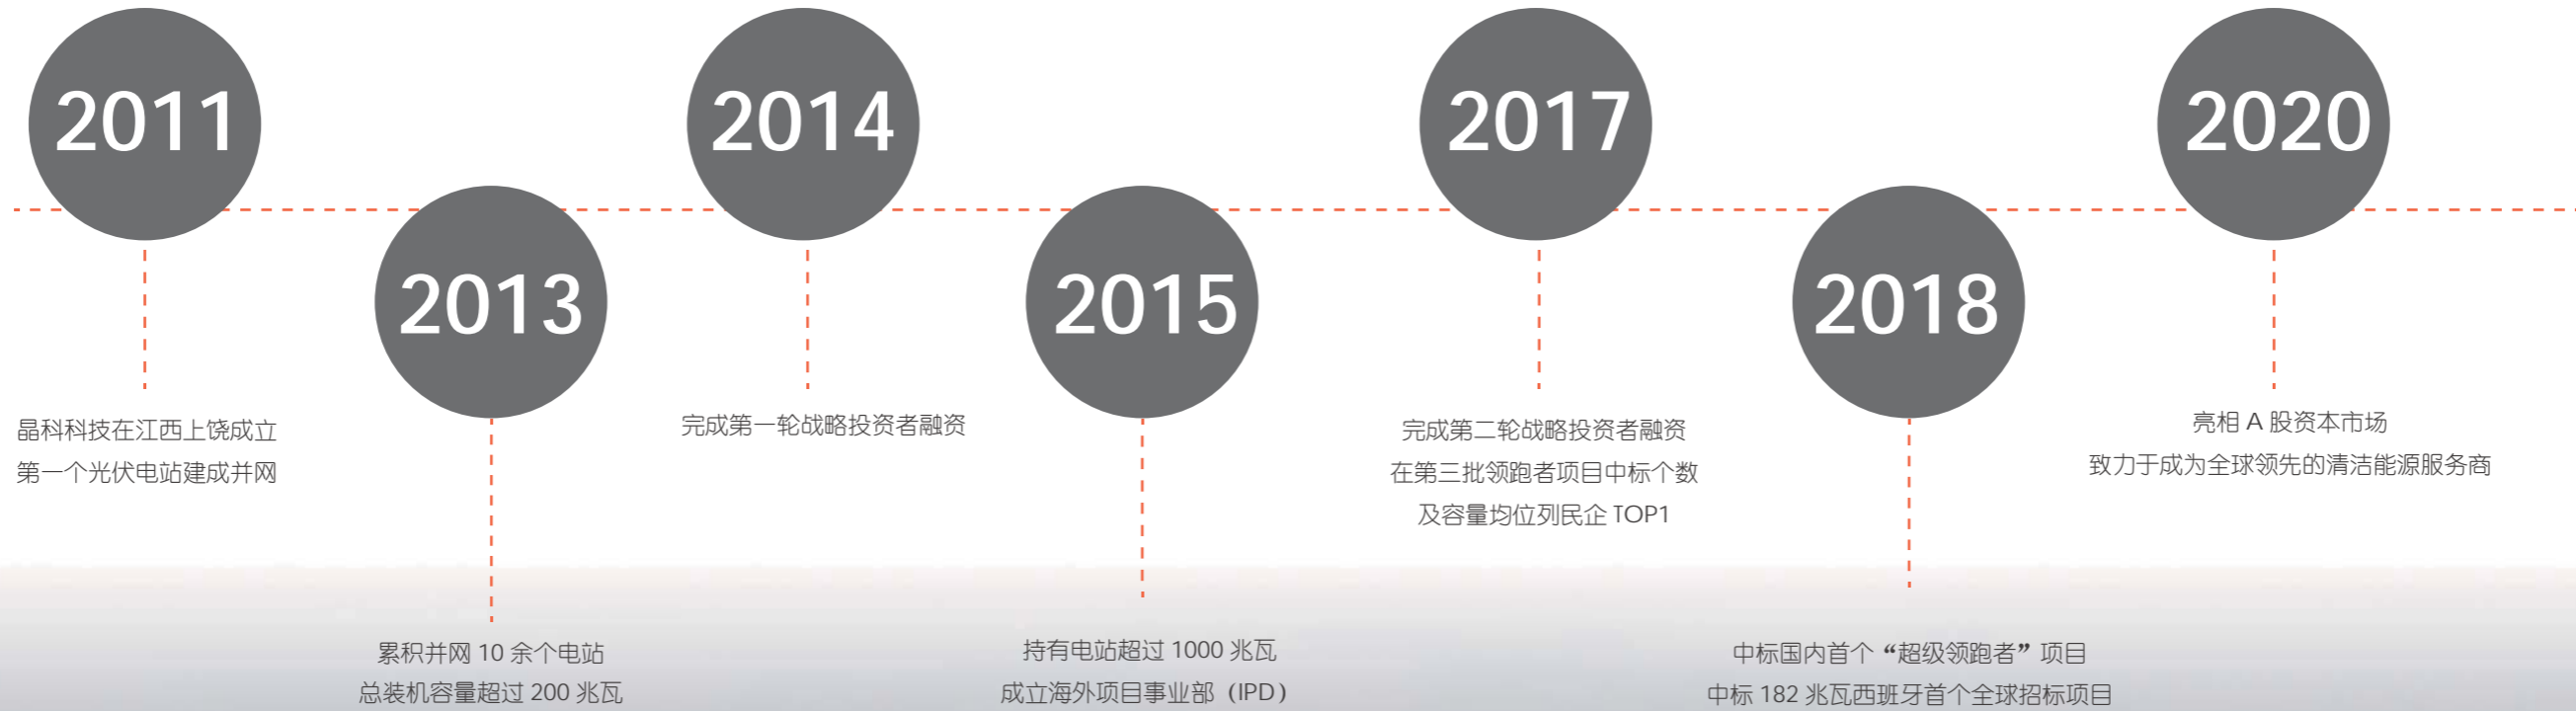 2011
晶科科技在江西上饶成立
第一个光伏电站建成并网
2013
累积并网 10 余个电站
总装机容量超过 200 兆瓦
2014
完成第一轮战略投资者融资
2015
持有电站超过 1000 兆瓦
成立海外项目事业部（IPD）
2017
完成第二轮战略投资者融资
在第三批领跑者项目中标个数
及容量均位列民企 TOP1
2018
中标国内首个“超级领跑者”项目
中标 182 兆瓦西班牙首个全球招标项目
2020
亮相 A 股资本市场
致力于成为全球领先的清洁能源服务商